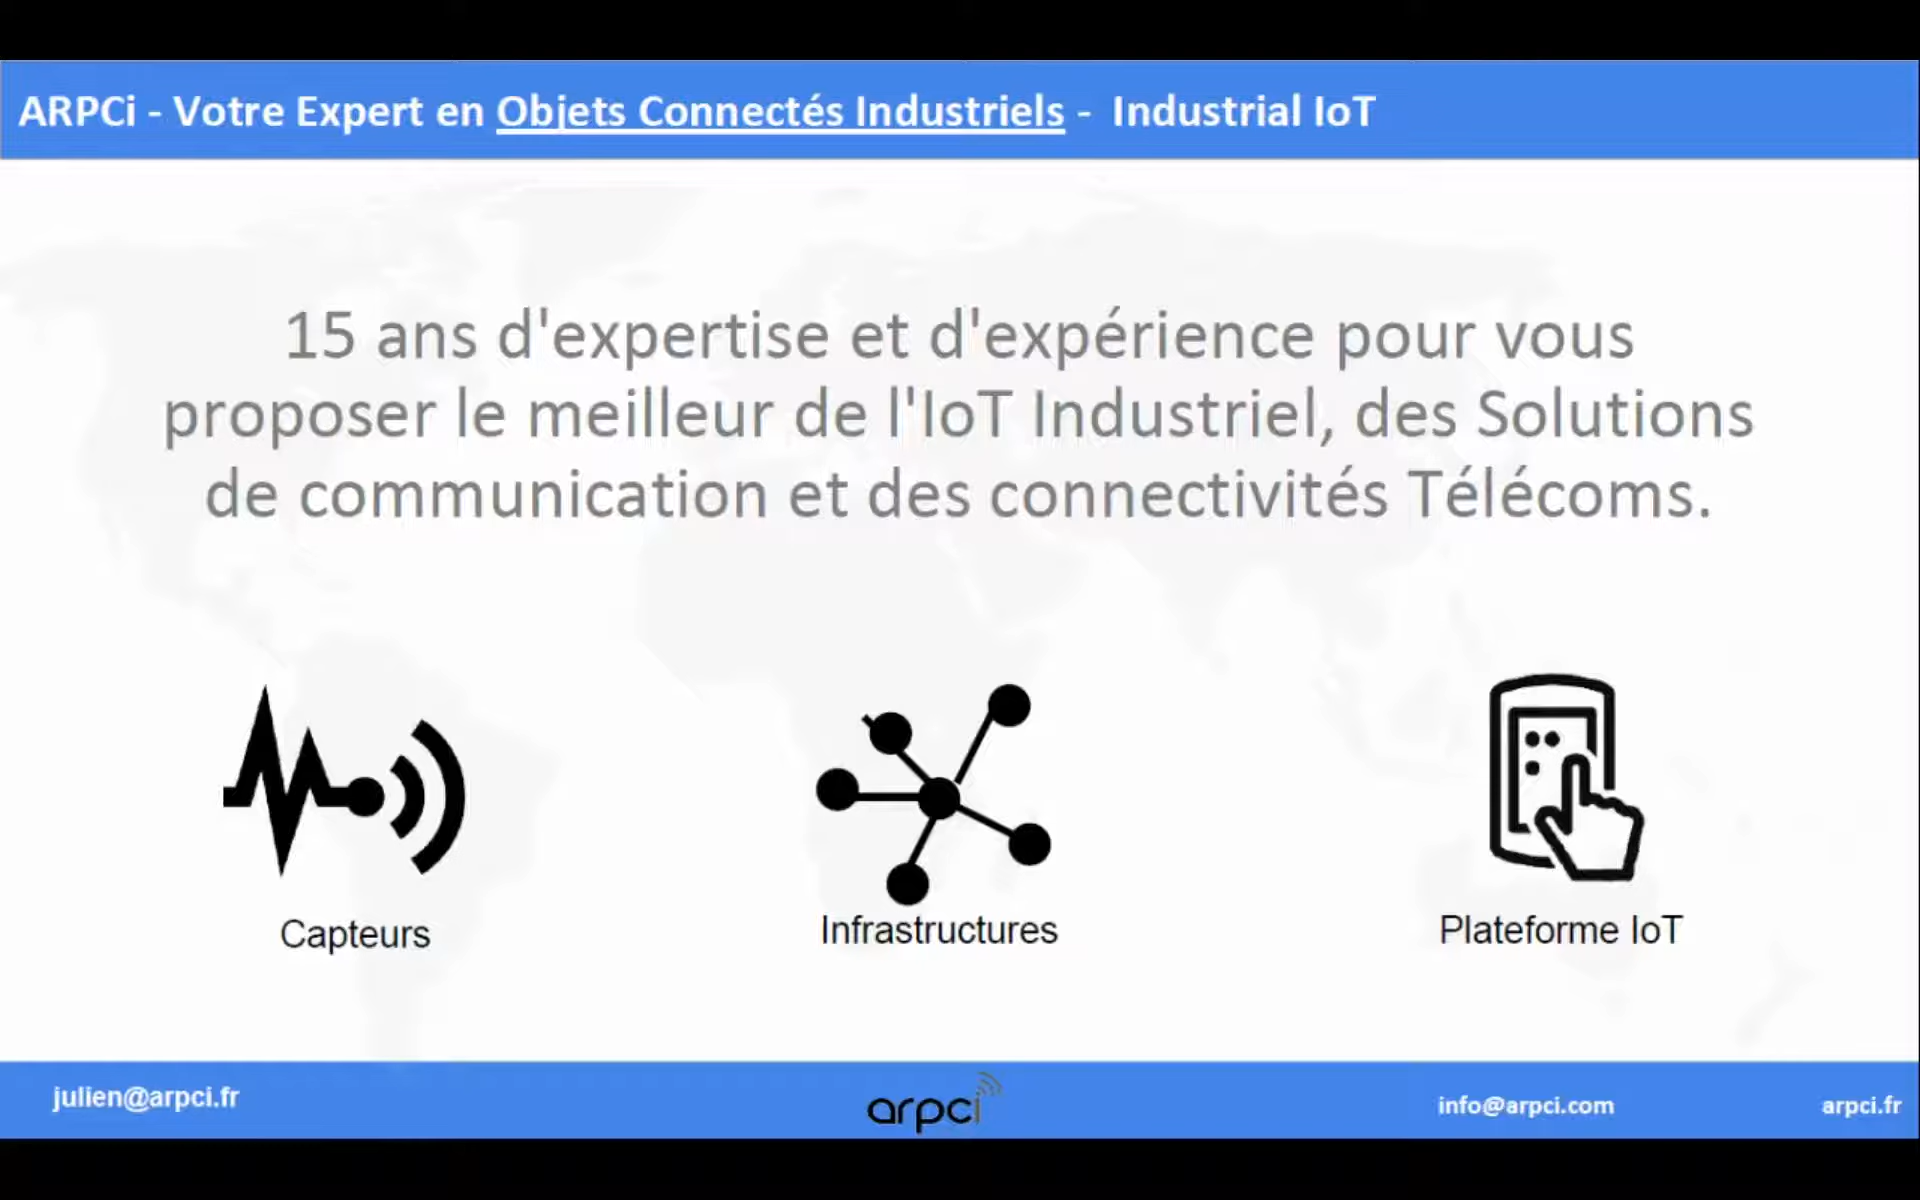 ARPCi - Votre Expert en Objets Connectés Industriels - Industrial IoT
15 ans d'expertise et d'expérience pour vous
proposer le meilleur de l'IoT Industriel, des Solutions
de communication et des connectivités Télécoms.
Capteurs
Infrastructures
Plateforme IoT
julien@arpci.fr
arpci
info@arpci.com
arpci.fr